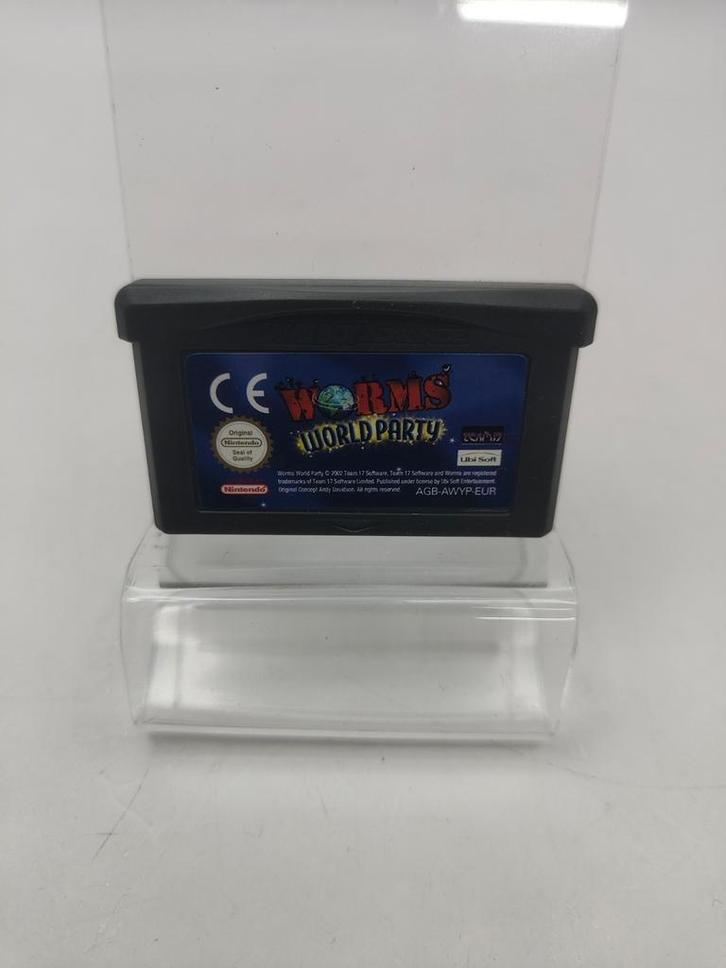 CE
WORMS
WORLD PARTY
Original
Nintendo
Seal of
Quality
TEAM17
Ubi Soft
Nintendo
Worms World Party © 2002 Team 17 Software, Team 17 Software and Worms are registered
trademarks of Team 17 Software Limited. Published under license by Ubi Soft Entertainment.
Original Concept Andy Davidson. All rights reserved.
AGB-AWYP-EUR